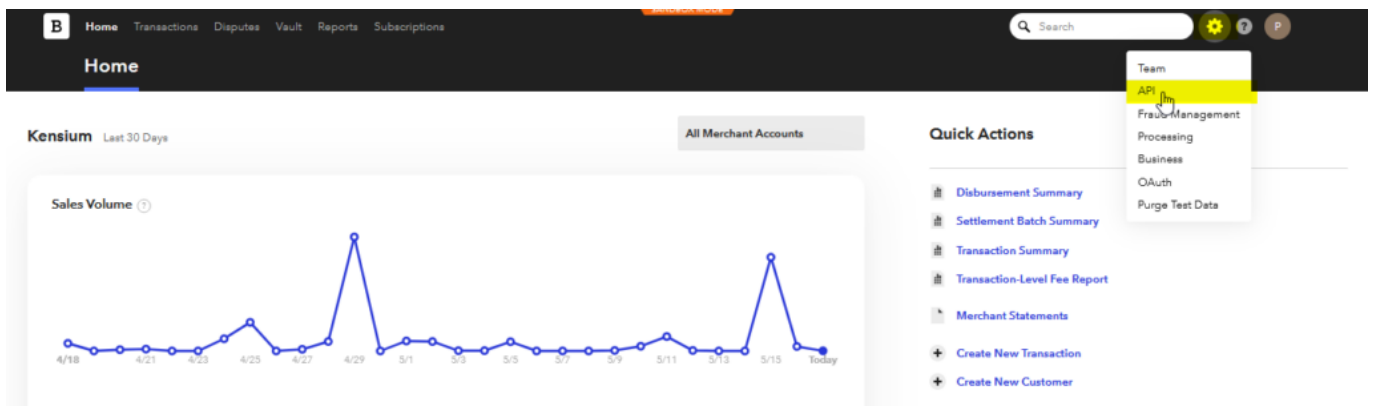 SANDBOX MODE
B Home Transactions Disputes Vault Reports Subscriptions
Search
? P
Home
Team
API
Fraud Management
Processing
Business
OAuth
Purge Test Data
Kensium Last 30 Days
All Merchant Accounts
Sales Volume ?
4/18 4/21 4/23 4/25 4/27 4/29 5/1 5/3 5/5 5/7 5/9 5/11 5/13 5/15 Today
Quick Actions
Disbursement Summary
Settlement Batch Summary
Transaction Summary
Transaction-Level Fee Report
Merchant Statements
+ Create New Transaction
+ Create New Customer